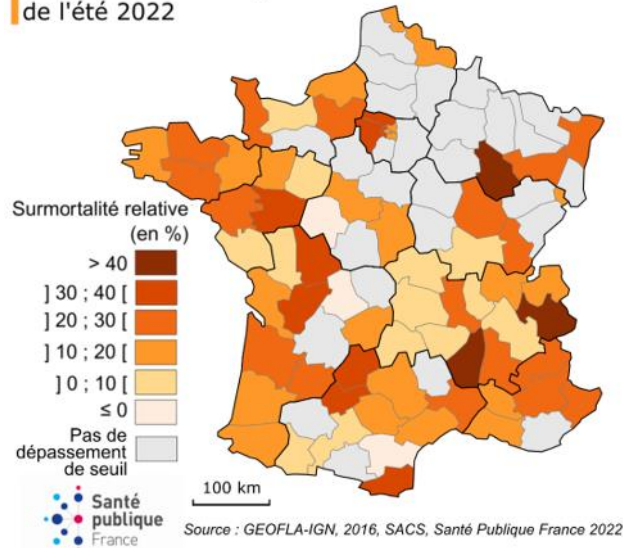 de l'été 2022
Surmortalité relative
(en %)
> 40
] 30 ; 40 [
] 20 ; 30 [
] 10 ; 20 [
] 0 ; 10 [
≤ 0
Pas de
dépassement
de seuil
100 km
Santé
publique
France
Source : GEOFLA-IGN, 2016, SACS, Santé Publique France 2022